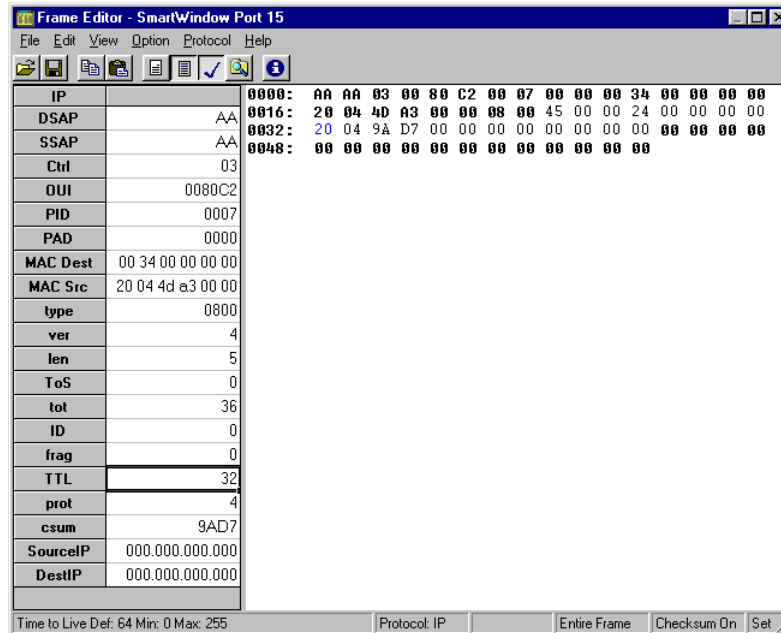 Frame Editor - SmartWindow Port 15
File Edit View Option Protocol Help
IP
DSAP AA
SSAP AA
Ctrl 03
OUI 0080C2
PID 0007
PAD 0000
MAC Dest 00 34 00 00 00 00
MAC Src 20 04 4d a3 00 00
type 0800
ver 4
len 5
ToS 0
tot 36
ID 0
frag 0
TTL 32
prot 4
csum 9AD7
SourceIP 000.000.000.000
DestIP 000.000.000.000
0000: AA AA 03 00 80 C2 00 07 00 00 00 34 00 00 00 00
0016: 20 04 4D A3 00 00 08 00 45 00 00 24 00 00 00 00
0032: 20 04 9A D7 00 00 00 00 00 00 00 00 00 00 00 00
0048: 00 00 00 00 00 00 00 00 00 00 00 00
Time to Live Def: 64 Min: 0 Max: 255 Protocol: IP Entire Frame Checksum On Set